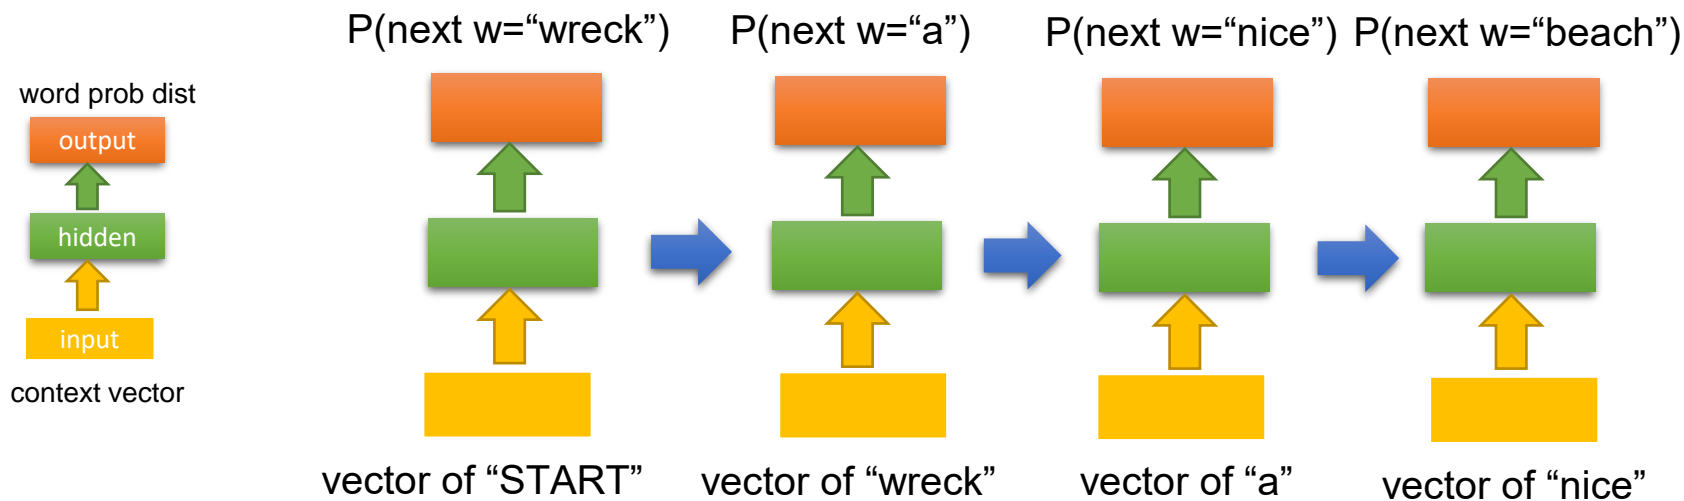 P(next w=“wreck”)
P(next w=“a”)
P(next w=“nice”)
P(next w=“beach”)
word prob dist
output
hidden
input
context vector
vector of “START”
vector of “wreck”
vector of “a”
vector of “nice”